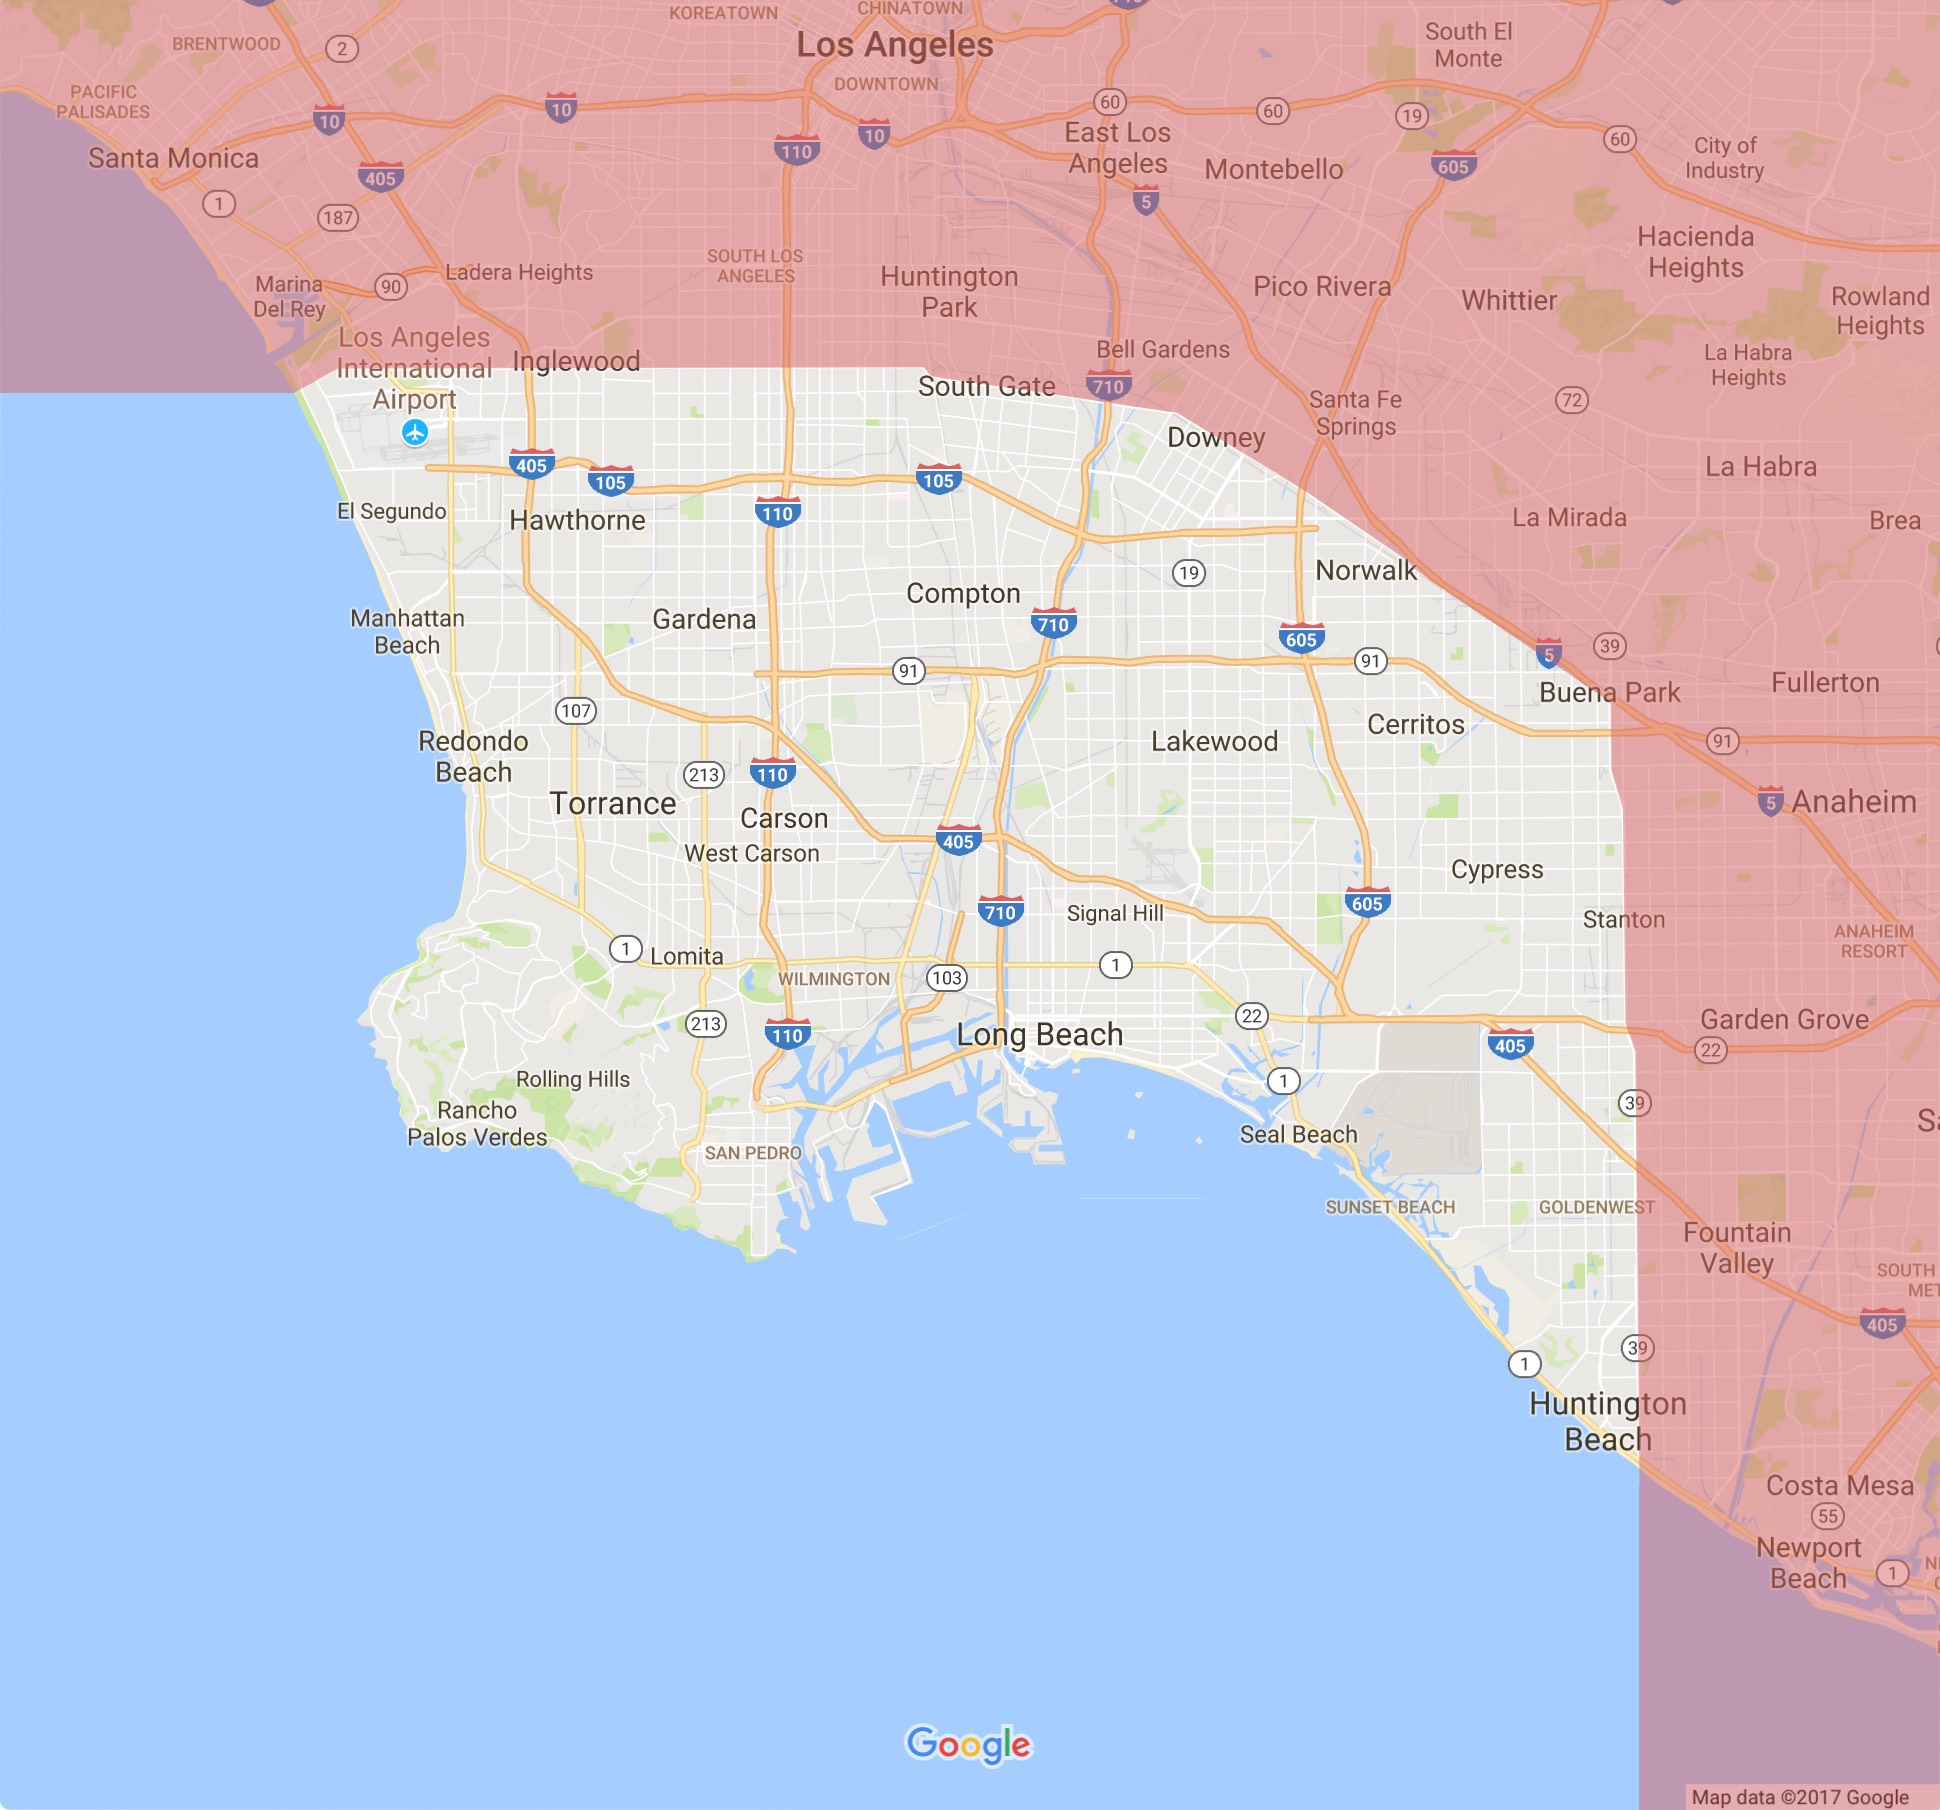 KOREATOWN
CHINATOWN
710
BRENTWOOD
2
Los Angeles
South El
Monte
PACIFIC
PALISADES
DOWNTOWN
10
10
60
60
19
10
110
East Los
Angeles
60
City of
Industry
Santa Monica
405
Montebello
605
1
187
5
Hacienda
Heights
SOUTH LOS
ANGELES
Ladera Heights
Marina
Del Rey
90
Huntington
Park
Pico Rivera
Whittier
Rowland
Heights
Los Angeles
International
Airport
Inglewood
Bell Gardens
La Habra
Heights
South Gate
710
Santa Fe
Springs
72
Downey
405
105
105
La Habra
El Segundo
Hawthorne
110
La Mirada
Brea
19
Norwalk
Compton
Manhattan
Beach
Gardena
710
605
5
39
91
91
Buena Park
Fullerton
107
Redondo
Beach
Lakewood
Cerritos
91
213
110
Torrance
5
Anaheim
Carson
405
West Carson
Cypress
710
Signal Hill
605
Stanton
ANAHEIM
RESORT
1
Lomita
WILMINGTON
103
1
213
110
Long Beach
22
405
Garden Grove
22
Rolling Hills
1
39
Rancho
Palos Verdes
Seal Beach
SAN PEDRO
SUNSET BEACH
GOLDENWEST
Fountain
Valley
SOUTH
MET
405
1
39
Huntington
Beach
Costa Mesa
55
Newport
Beach
1
Google
Map data ©2017 Google